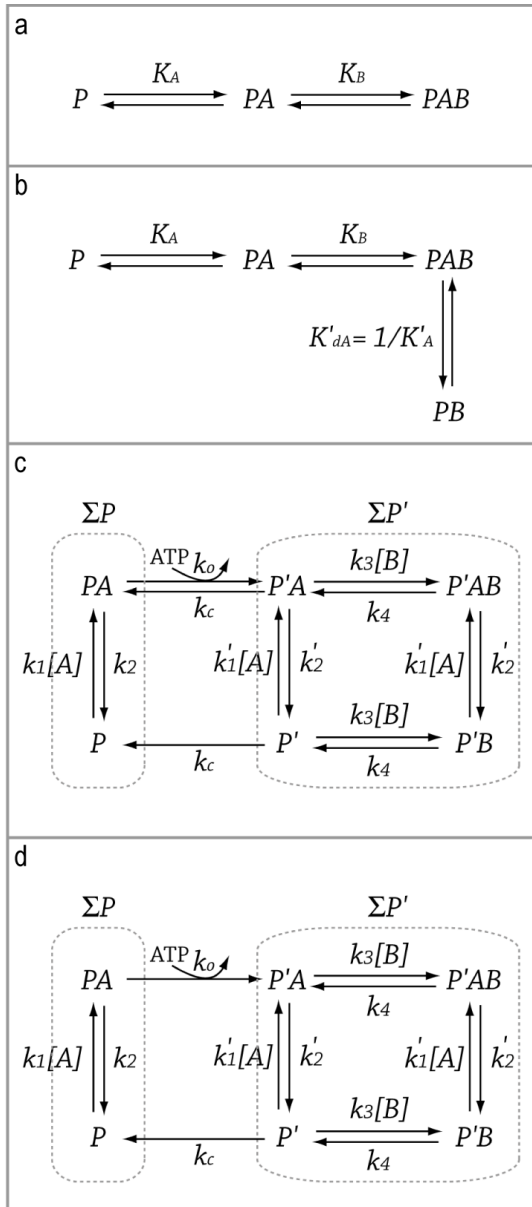 a
K_A K_B
P PA PAB
b
K_A K_B
P PA PAB
K'_dA = 1/K'_A
PB
c
ΣP ΣP'
ATP k_o k_3[B]
PA P'A P'AB
k_c k_4
k_1[A] k_2 k'_1[A] k'_2 k'_1[A] k'_2
k_3[B]
P P' P'B
k_c k_4
d
ΣP ΣP'
ATP k_o k_3[B]
PA P'A P'AB
k_4
k_1[A] k_2 k'_1[A] k'_2 k'_1[A] k'_2
k_3[B]
P P' P'B
k_c k_4